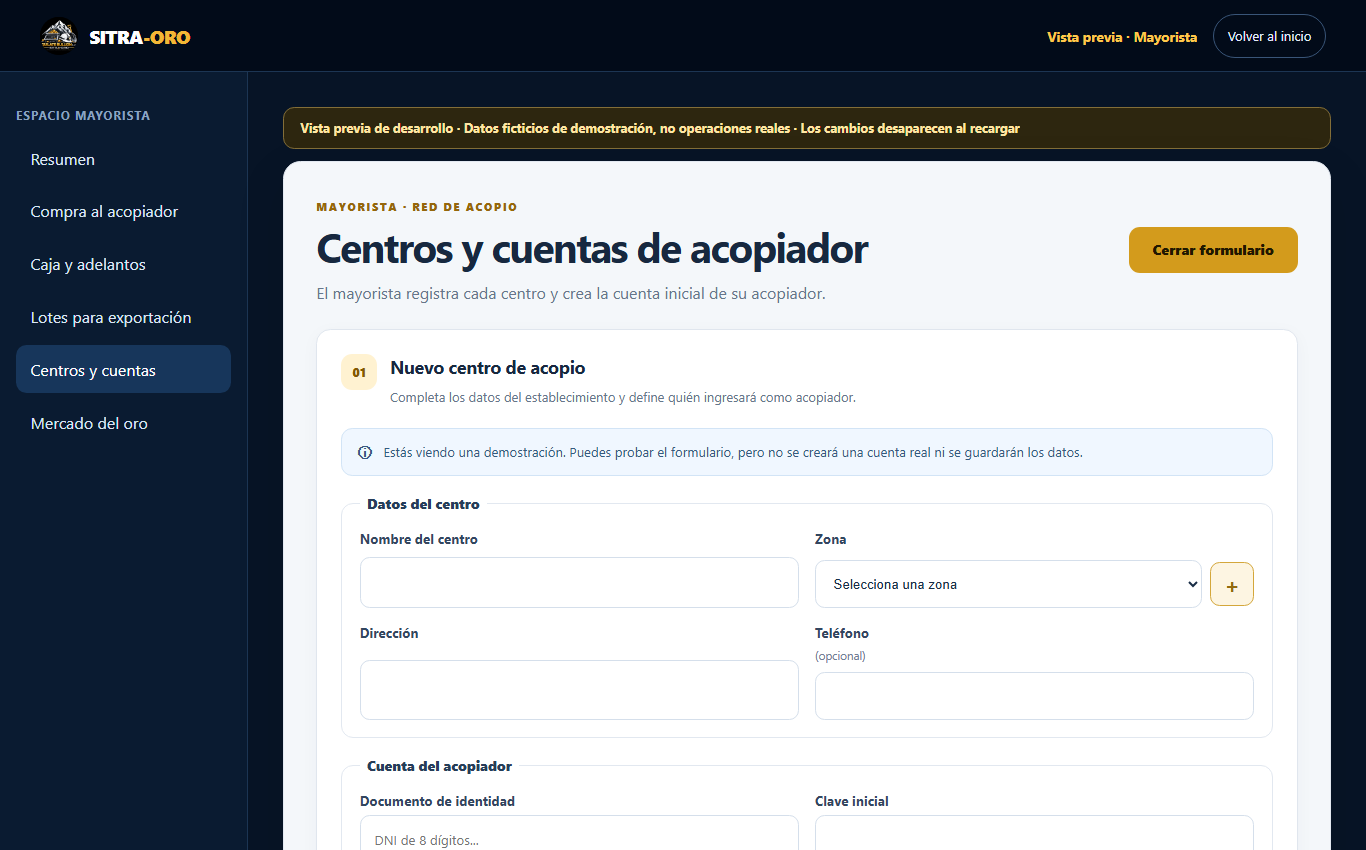 SITRA-ORO
Vista previa · Mayorista
Volver al inicio
ESPACIO MAYORISTA
Resumen
Compra al acopiador
Caja y adelantos
Lotes para exportación
Centros y cuentas
Mercado del oro
Vista previa de desarrollo · Datos ficticios de demostración, no operaciones reales · Los cambios desaparecen al recargar
MAYORISTA · RED DE ACOPIO
Centros y cuentas de acopiador
Cerrar formulario
El mayorista registra cada centro y crea la cuenta inicial de su acopiador.
01
Nuevo centro de acopio
Completa los datos del establecimiento y define quién ingresará como acopiador.
Estás viendo una demostración. Puedes probar el formulario, pero no se creará una cuenta real ni se guardarán los datos.
Datos del centro
Nombre del centro
Zona
Selecciona una zona
+
Dirección
Teléfono
(opcional)
Cuenta del acopiador
Documento de identidad
Clave inicial
DNI de 8 dígitos...